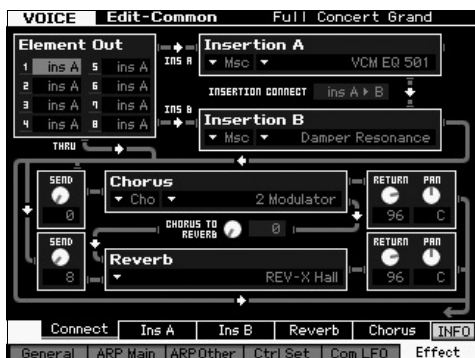 VOICE Edit-Common Full Concert Grand
Element Out
1 ins A 5 ins A
2 ins A 6 ins A
3 ins A 7 ins A
4 ins A 8 ins A
THRU
INS A
INS B
Insertion A
Msc VCM EQ 501
INSERTION CONNECT ins A ▸ B
Insertion B
Msc Damper Resonance
SEND
0
Chorus
Cho 2 Modulator
RETURN PAN
96 C
CHORUS TO
REVERB 0
SEND
8
Reverb
REV-X Hall
RETURN PAN
96 C
Connect Ins A Ins B Reverb Chorus INFO
General ARP Main ARP Other Ctrl Set Com LFO Effect